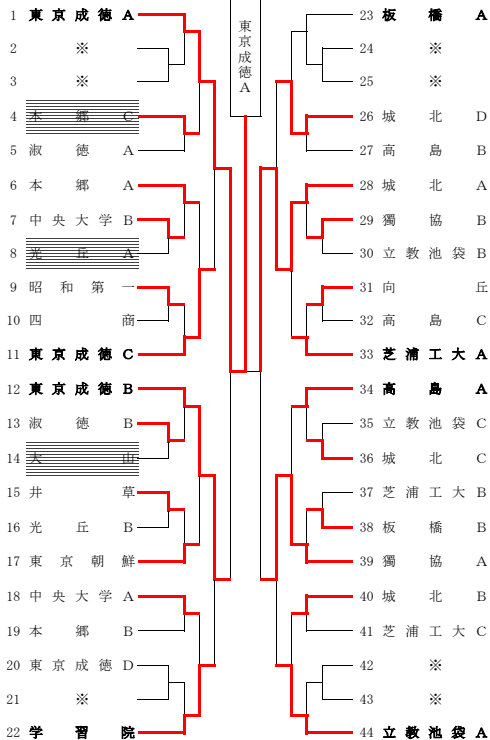 東京成徳A
1 東京成徳A
2 ※
3 ※
4 本郷C
5 淑徳A
6 本郷A
7 中央大学B
8 光丘A
9 昭和第一
10 四商
11 東京成徳C
12 東京成徳B
13 淑徳B
14 大山
15 井草
16 光丘B
17 東京朝鮮
18 中央大学A
19 本郷B
20 東京成徳D
21 ※
22 学習院
23 板橋A
24 ※
25 ※
26 城北D
27 高島B
28 城北A
29 獨協B
30 立教池袋B
31 向丘
32 高島C
33 芝浦工大A
34 高島A
35 立教池袋C
36 城北C
37 芝浦工大B
38 板橋B
39 獨協A
40 城北B
41 芝浦工大C
42 ※
43 ※
44 立教池袋A